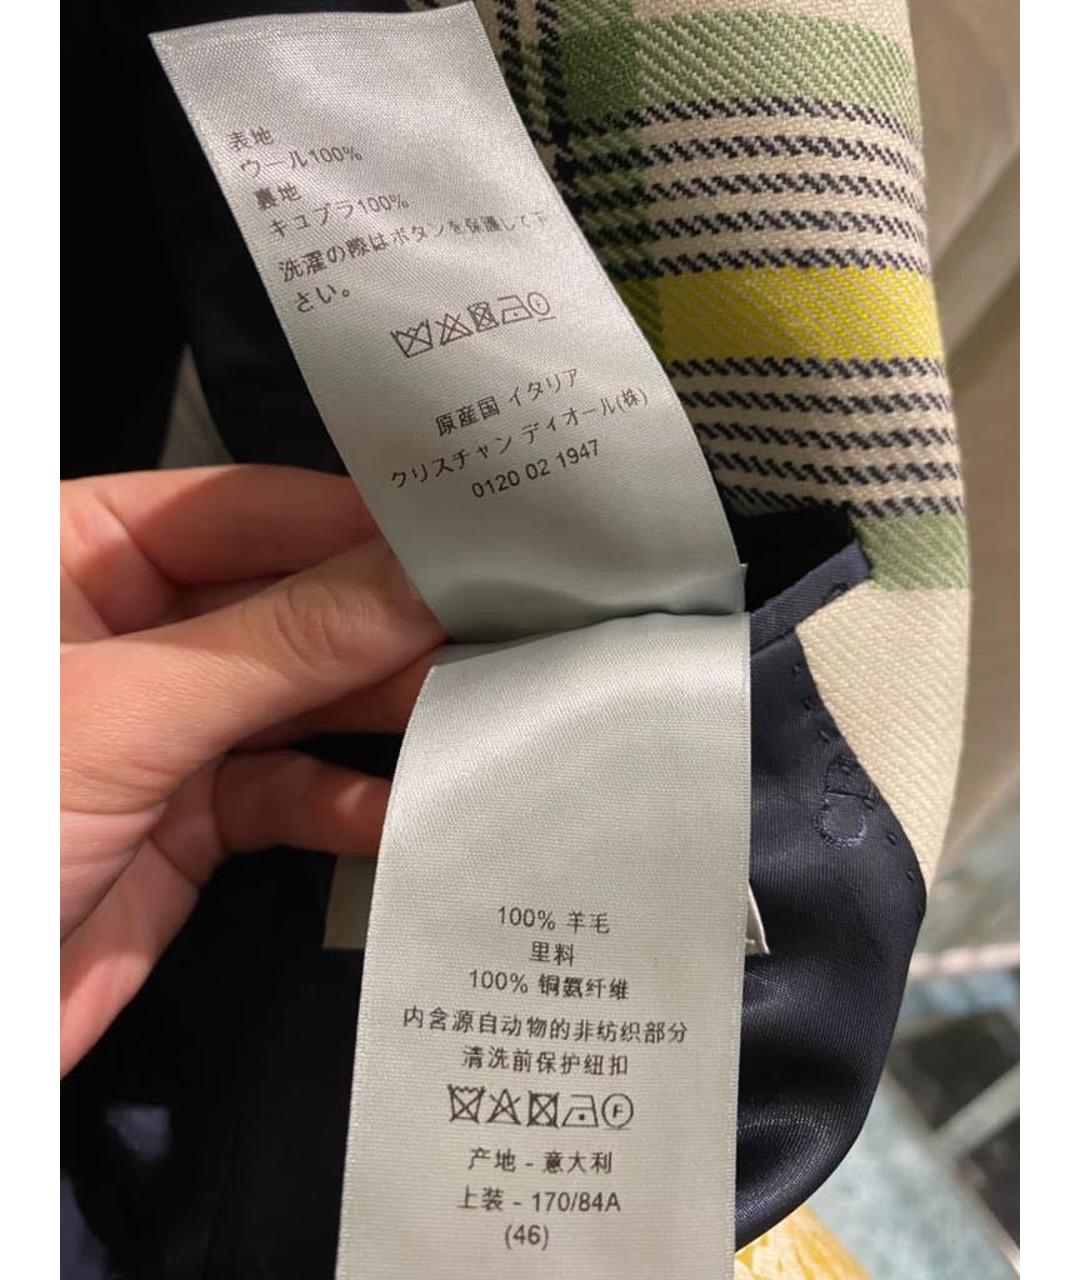 表地
ウール100%
裏地
キュプラ100%
洗濯の際はボタンを保護して下
さい。
F
原産国 イタリア
クリスチャン ディオール(株)
0120 02 1947
100% 羊毛
里料
100% 铜氨纤维
内含源自动物的非纺织部分
清洗前保护纽扣
F
产地 - 意大利
上装 - 170/84A
(46)